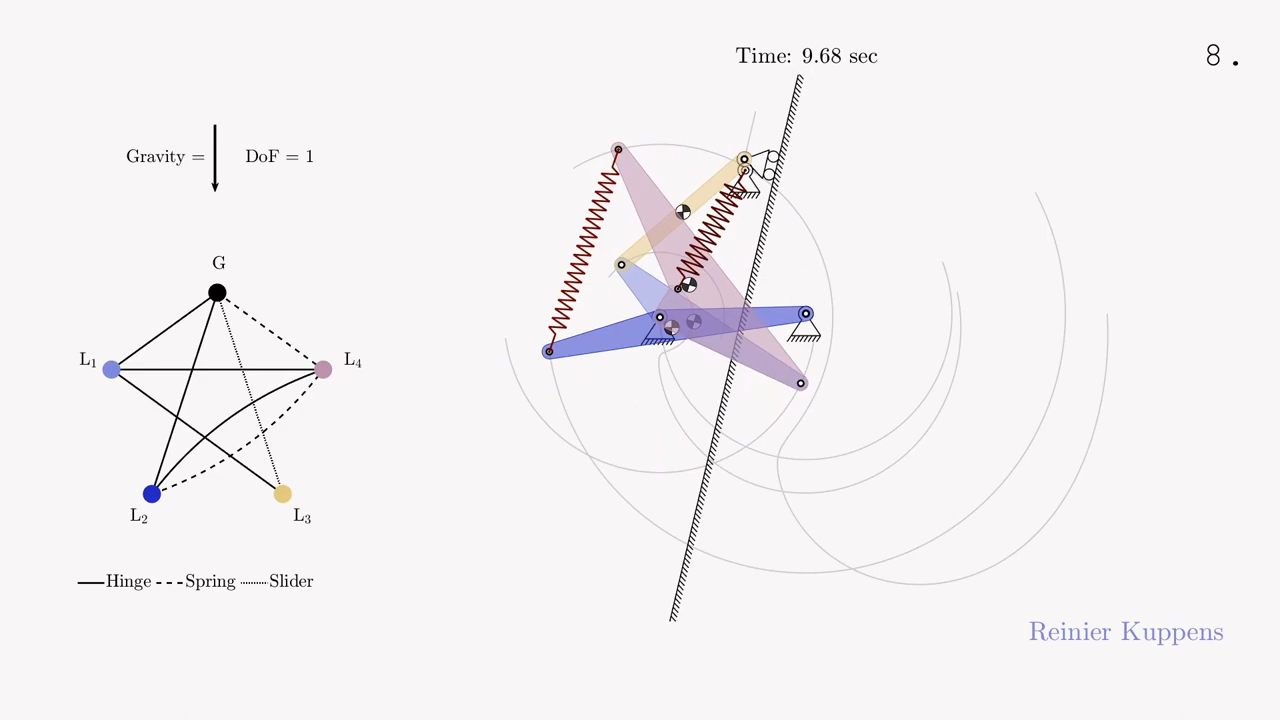 Time: 9.68 sec
8.
Gravity =
DoF = 1
G
L1
L4
L2
L3
Hinge
Spring
Slider
Reinier Kuppens